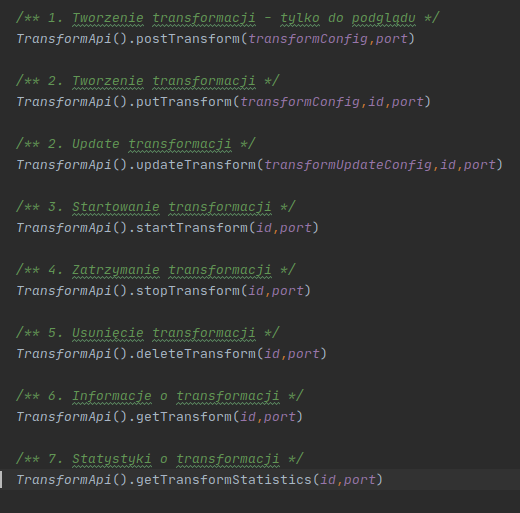 /** 1. Tworzenie transformacji - tylko do podglądu */
TransformApi().postTransform(transformConfig,port)
/** 2. Tworzenie transformacji */
TransformApi().putTransform(transformConfig,id,port)
/** 2. Update transformacji */
TransformApi().updateTransform(transformUpdateConfig,id,port)
/** 3. Startowanie transformacji */
TransformApi().startTransform(id,port)
/** 4. Zatrzymanie transformacji */
TransformApi().stopTransform(id,port)
/** 5. Usunięcie transformacji */
TransformApi().deleteTransform(id,port)
/** 6. Informacje o transformacji */
TransformApi().getTransform(id,port)
/** 7. Statystyki o transformacji */
TransformApi().getTransformStatistics(id,port)